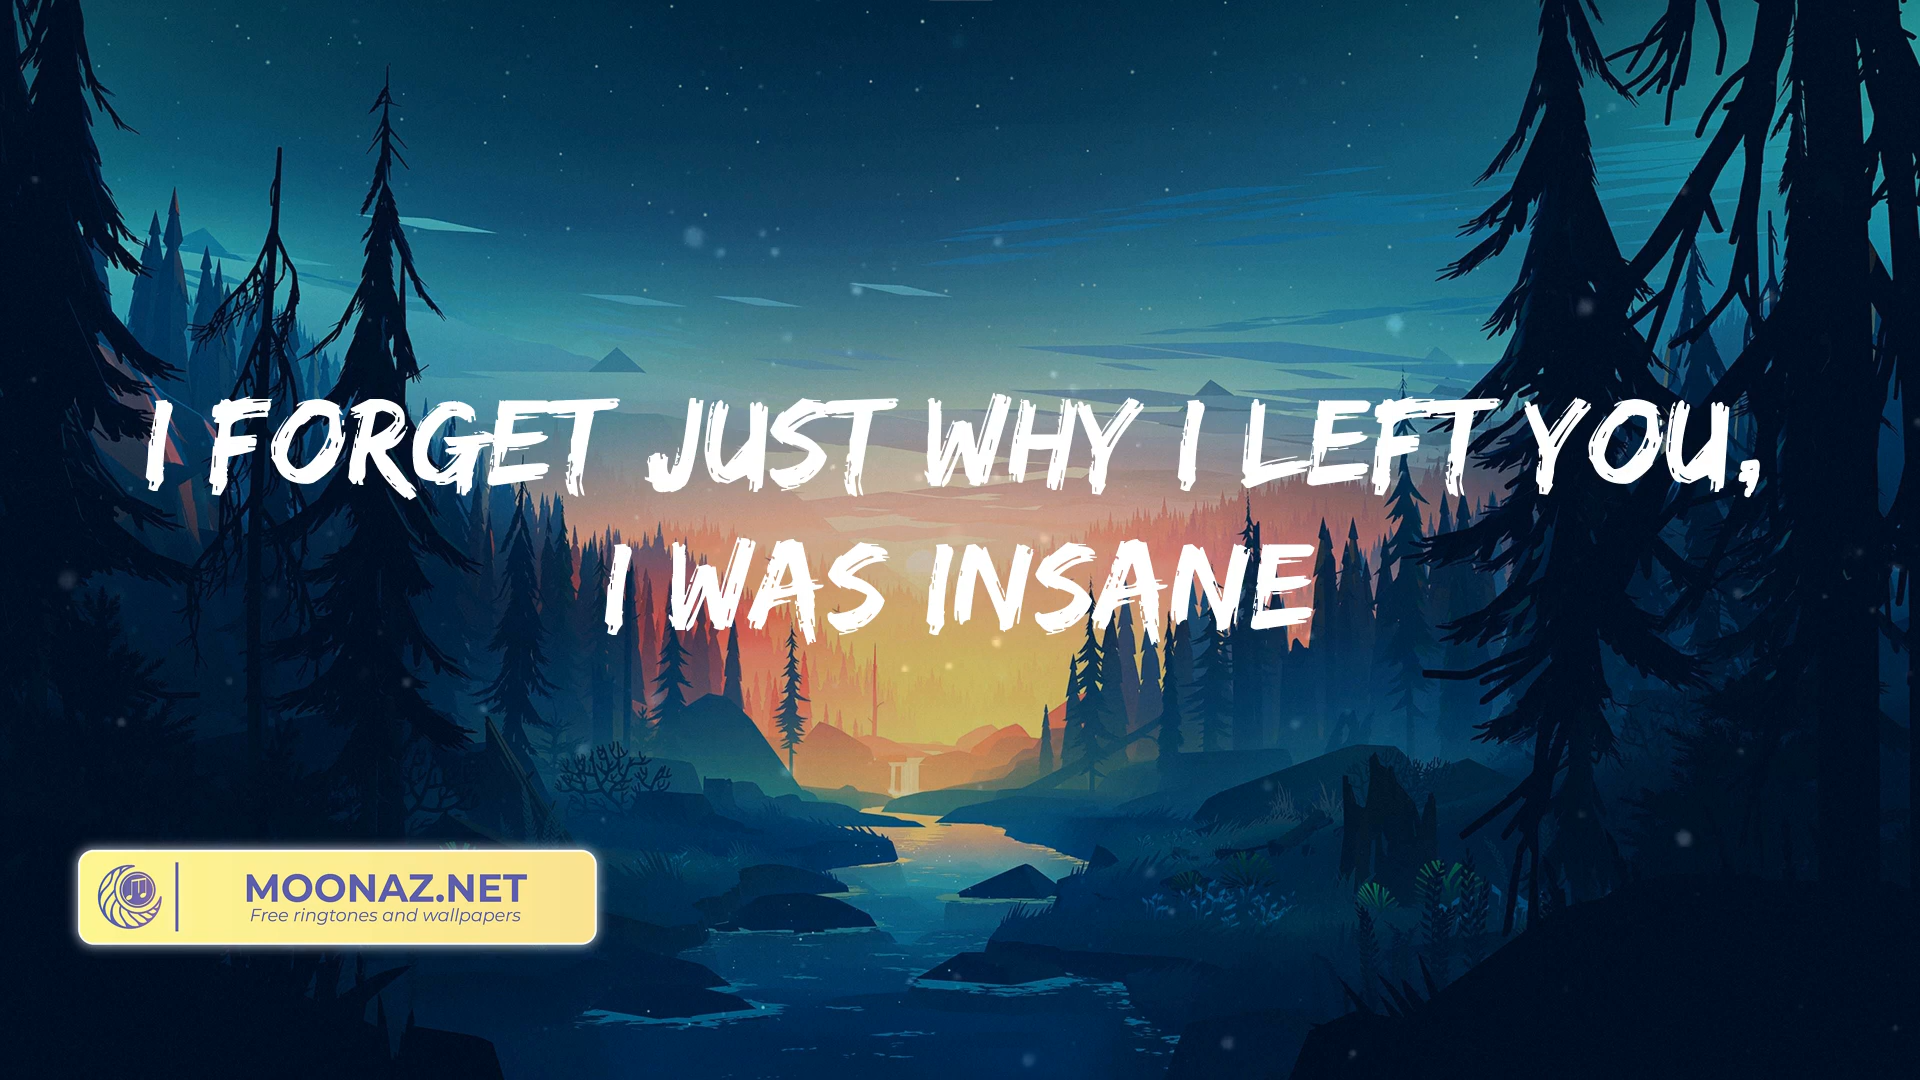 I FORGET JUST WHY I LEFT YOU,
I WAS INSANE
MOONAZ.NET
Free ringtones and wallpapers